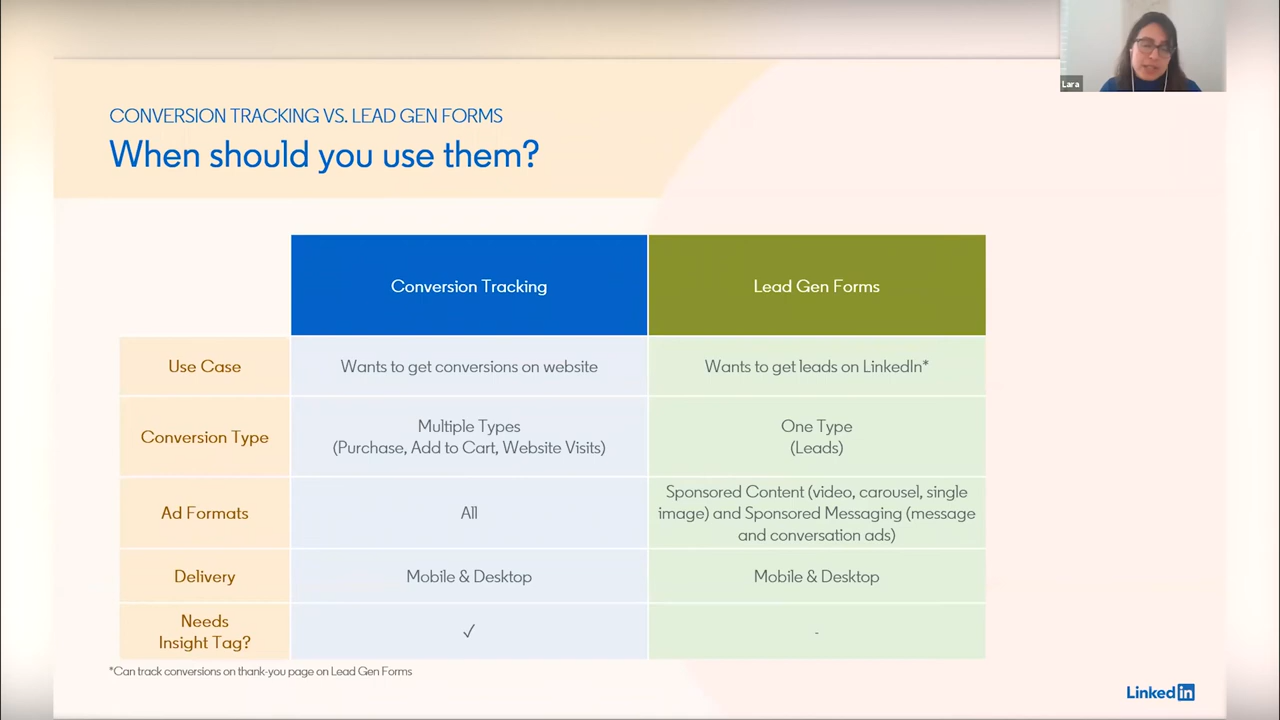 Lara
CONVERSION TRACKING VS. LEAD GEN FORMS
When should you use them?
Conversion Tracking
Lead Gen Forms
Use Case
Wants to get conversions on website
Wants to get leads on LinkedIn*
Conversion Type
Multiple Types
(Purchase, Add to Cart, Website Visits)
One Type
(Leads)
Ad Formats
All
Sponsored Content (video, carousel, single
image) and Sponsored Messaging (message
and conversation ads)
Delivery
Mobile & Desktop
Mobile & Desktop
Needs
Insight Tag?
✓
-
*Can track conversions on thank-you page on Lead Gen Forms
Linked in